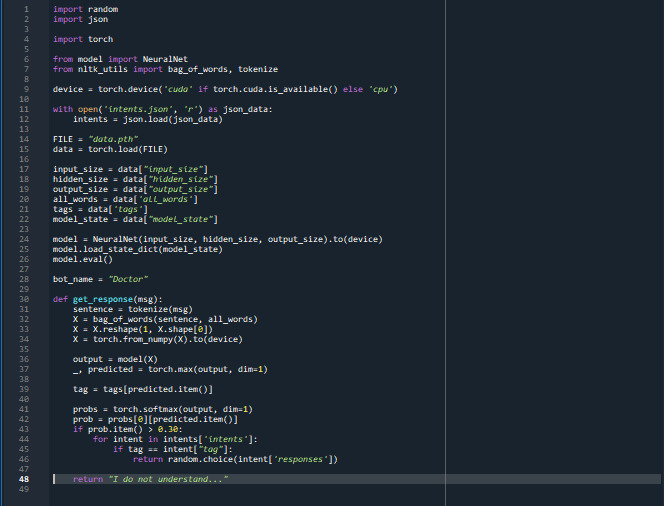 1 import random
2 import json
3
4 import torch
5
6 from model import NeuralNet
7 from nltk_utils import bag_of_words, tokenize
8
9 device = torch.device('cuda' if torch.cuda.is_available() else 'cpu')
10
11 with open('intents.json', 'r') as json_data:
12     intents = json.load(json_data)
13
14 FILE = "data.pth"
15 data = torch.load(FILE)
16
17 input_size = data["input_size"]
18 hidden_size = data["hidden_size"]
19 output_size = data["output_size"]
20 all_words = data['all_words']
21 tags = data['tags']
22 model_state = data["model_state"]
23
24 model = NeuralNet(input_size, hidden_size, output_size).to(device)
25 model.load_state_dict(model_state)
26 model.eval()
27
28 bot_name = "Doctor"
29
30 def get_response(msg):
31     sentence = tokenize(msg)
32     X = bag_of_words(sentence, all_words)
33     X = X.reshape(1, X.shape[0])
34     X = torch.from_numpy(X).to(device)
35
36     output = model(X)
37     _, predicted = torch.max(output, dim=1)
38
39     tag = tags[predicted.item()]
40
41     probs = torch.softmax(output, dim=1)
42     prob = probs[0][predicted.item()]
43     if prob.item() > 0.30:
44         for intent in intents['intents']:
45             if tag == intent["tag"]:
46                 return random.choice(intent['responses'])
47
48     return "I do not understand..."
49